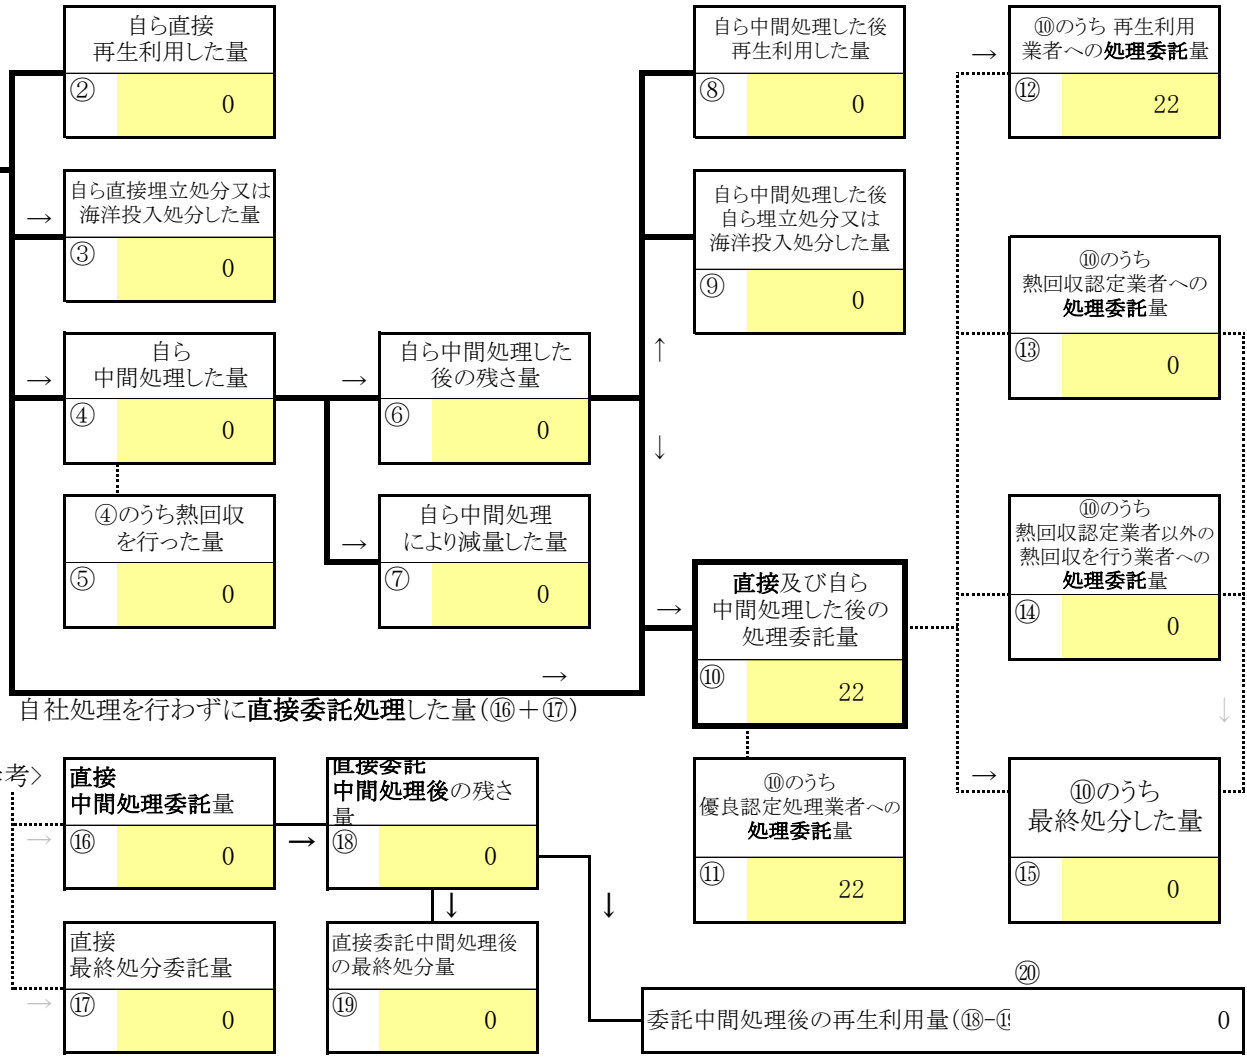 自ら直接
再生利用した量
②
0
自ら中間処理した後
再生利用した量
⑧
0
⑩のうち 再生利用
業者への処理委託量
→
⑫
22
自ら直接埋立処分又は
海洋投入処分した量
→
③
0
自ら中間処理した後
自ら埋立処分又は
海洋投入処分した量
⑨
0
⑩のうち
熱回収認定業者への
処理委託量
⑬
0
自ら
中間処理した量
→
④
0
自ら中間処理した
後の残さ量
→
⑥
0
↑
↓
④のうち熱回収
を行った量
⑤
0
自ら中間処理
により減量した量
→
⑦
0
⑩のうち
熱回収認定業者以外の
熱回収を行う業者への
処理委託量
⑭
0
直接及び自ら
中間処理した後の
処理委託量
→
⑩
22
→
自社処理を行わずに直接委託処理した量(⑯+⑰)
↓
考>
直接
中間処理委託量
→
⑯
0
直接委託
中間処理後の残さ
量
→
⑱
0
⑩のうち
優良認定処理業者への
処理委託量
⑪
22
→
⑩のうち
最終処分した量
⑮
0
↓
↓
直接
最終処分委託量
→
⑰
0
直接委託中間処理後
の最終処分量
⑲
0
⑳
委託中間処理後の再生利用量(⑱-⑲
0